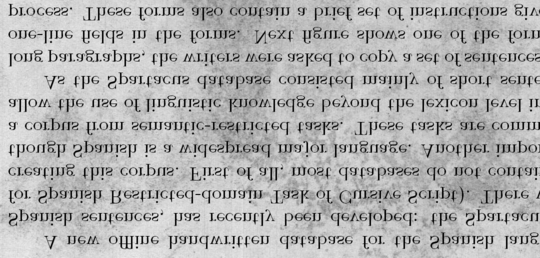 A new offline handwritten database for the Spanish lang
Spanish sentences, has recently been developed: the Spartacu
for Spanish Restricted-domain Task of Cursive Script). There
creating this corpus. First of all, most databases do not contai
though Spanish is a widespread major language. Another impor
a corpus from semantic-restricted tasks. These tasks are comm
allow the use of linguistic knowledge beyond the lexicon level in
As the Spartacus database consisted mainly of short sente
long paragraphs, the writers were asked to copy a set of sentences
one-line fields in the forms. Next figure shows one of the form
process. These forms also contain a brief set of instructions giv